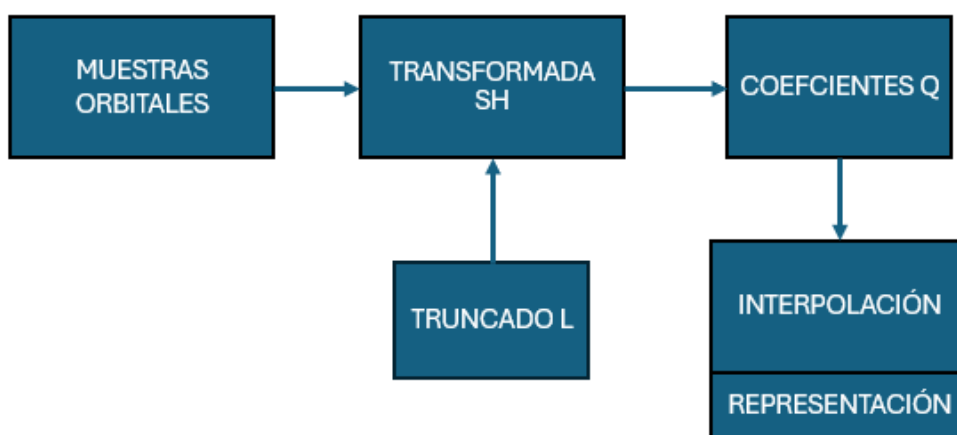 MUESTRAS
ORBITALES
TRANSFORMADA
SH
COEFCIENTES Q
TRUNCADO L
INTERPOLACIÓN
REPRESENTACIÓN